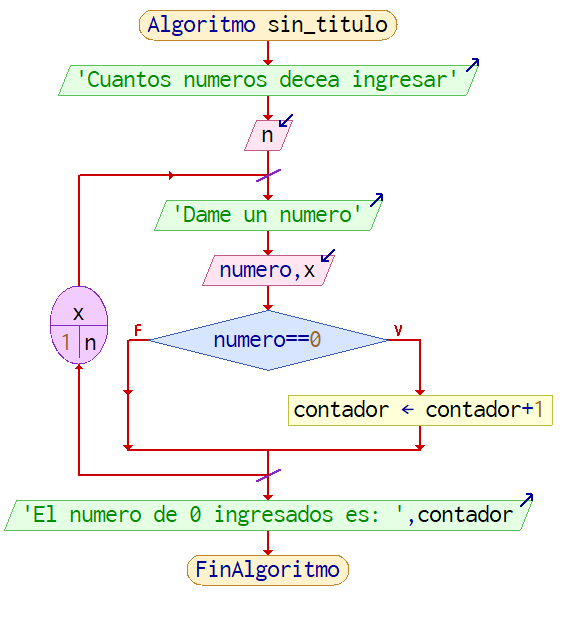 Algoritmo sin_titulo
'Cuantos numeros decea ingresar'
n
'Dame un numero'
numero,x
x
1 n
F
numero==0
V
contador ← contador+1
'El numero de 0 ingresados es: ',contador
FinAlgoritmo